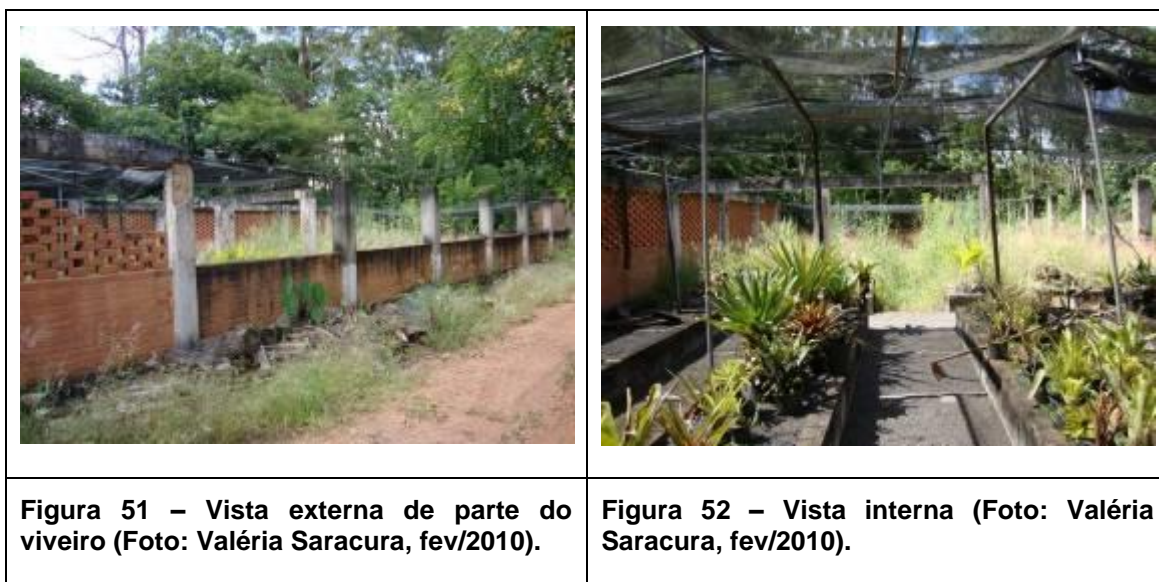 Figura 51 – Vista externa de parte do
viveiro (Foto: Valéria Saracura, fev/2010).
Figura 52 – Vista interna (Foto: Valéria
Saracura, fev/2010).